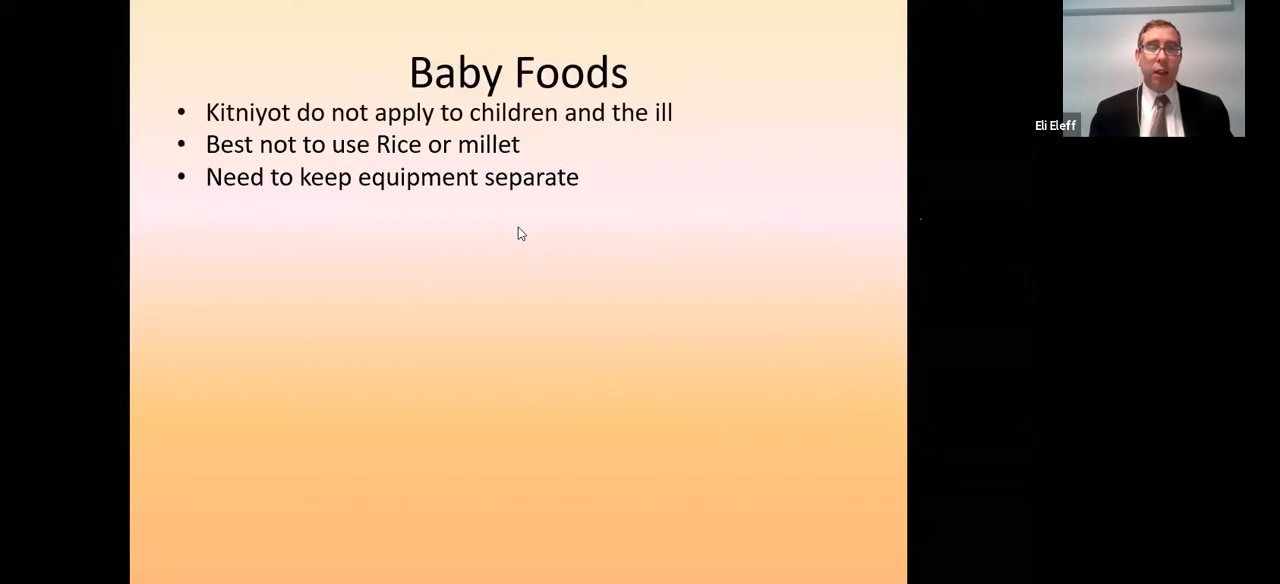 Baby Foods
• Kitniyot do not apply to children and the ill
• Best not to use Rice or millet
• Need to keep equipment separate
Eli Eleff